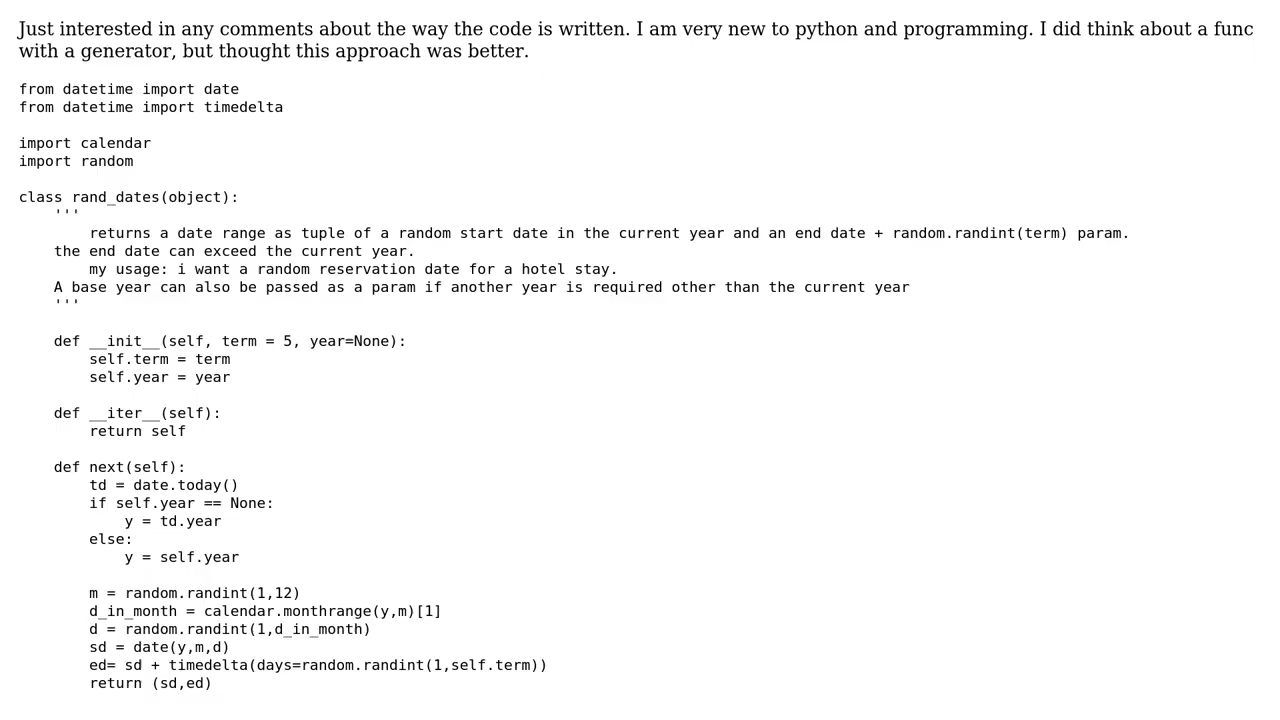 Just interested in any comments about the way the code is written. I am very new to python and programming. I did think about a func
with a generator, but thought this approach was better.
from datetime import date
from datetime import timedelta
import calendar
import random
class rand_dates(object):
    '''
        returns a date range as tuple of a random start date in the current year and an end date + random.randint(term) param.
    the end date can exceed the current year.
        my usage: i want a random reservation date for a hotel stay.
    A base year can also be passed as a param if another year is required other than the current year
    '''
    def __init__(self, term = 5, year=None):
        self.term = term
        self.year = year
    def __iter__(self):
        return self
    def next(self):
        td = date.today()
        if self.year == None:
            y = td.year
        else:
            y = self.year
        m = random.randint(1,12)
        d_in_month = calendar.monthrange(y,m)[1]
        d = random.randint(1,d_in_month)
        sd = date(y,m,d)
        ed= sd + timedelta(days=random.randint(1,self.term))
        return (sd,ed)